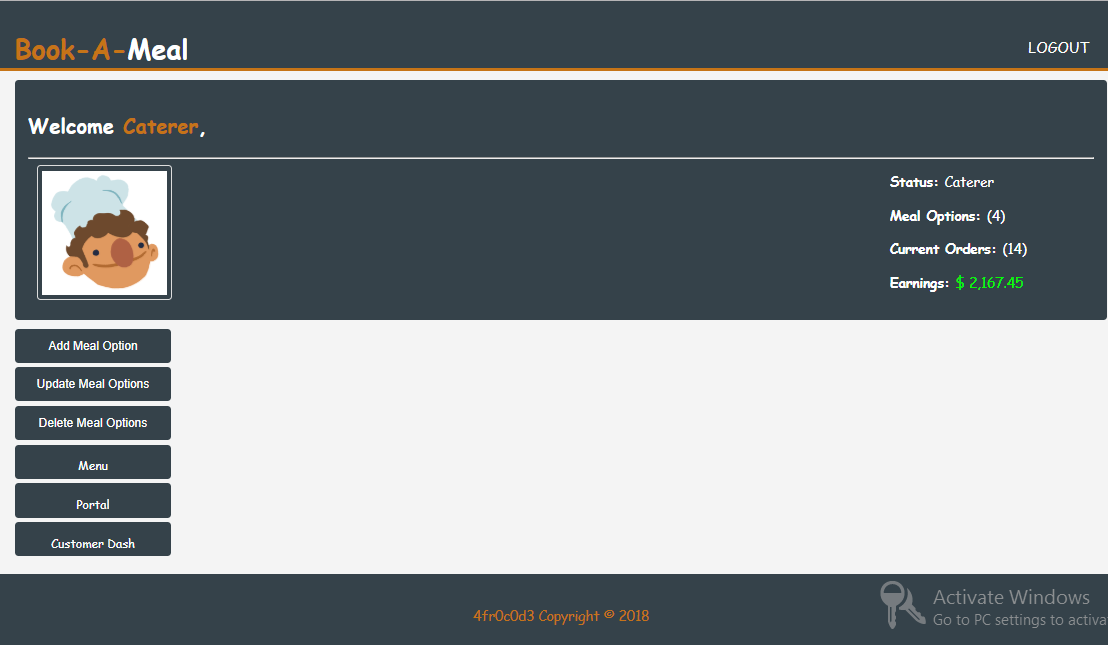 Book-A-Meal
LOGOUT
Welcome Caterer,
Status: Caterer
Meal Options: (4)
Current Orders: (14)
Earnings: $ 2,167.45
Add Meal Option
Update Meal Options
Delete Meal Options
Menu
Portal
Customer Dash
4fr0c0d3 Copyright © 2018
Activate Windows
Go to PC settings to activa